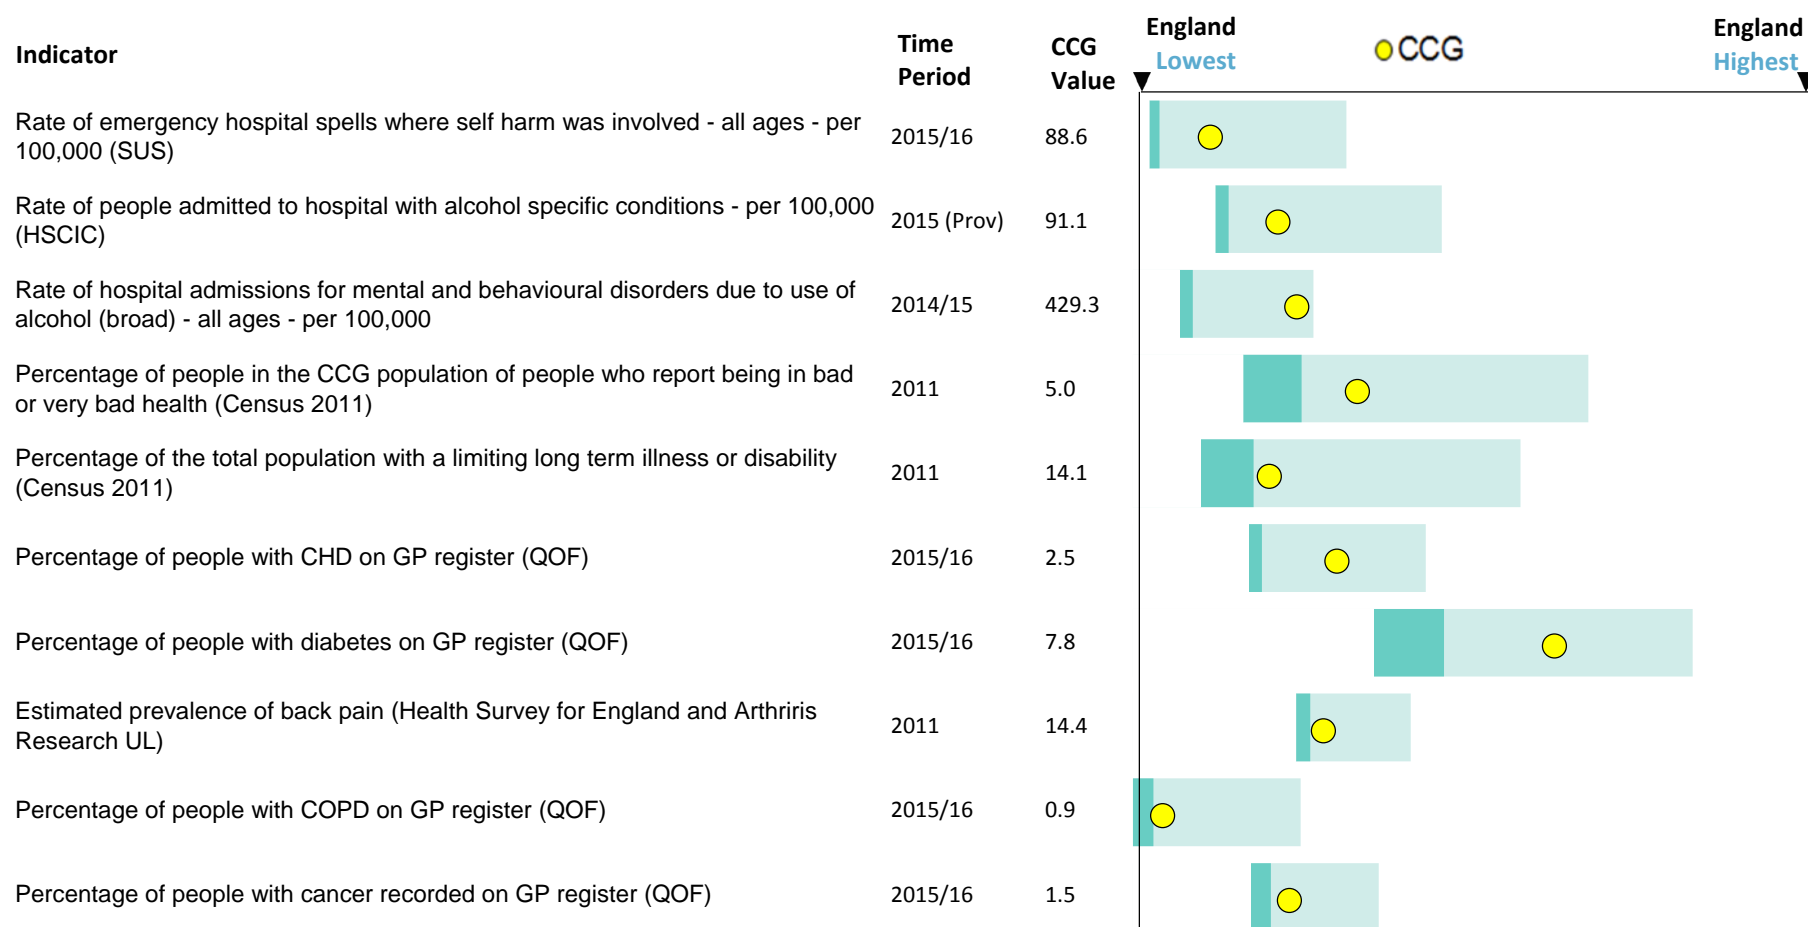 Indicator
Time
Period
CCG
Value
England
Lowest
CCG
England
Highest
Rate of emergency hospital spells where self harm was involved - all ages - per
100,000 (SUS)
2015/16
88.6
Rate of people admitted to hospital with alcohol specific conditions - per 100,000
(HSCIC)
2015 (Prov)
91.1
Rate of hospital admissions for mental and behavioural disorders due to use of
alcohol (broad) - all ages - per 100,000
2014/15
429.3
Percentage of people in the CCG population of people who report being in bad
or very bad health (Census 2011)
2011
5.0
Percentage of the total population with a limiting long term illness or disability
(Census 2011)
2011
14.1
Percentage of people with CHD on GP register (QOF)
2015/16
2.5
Percentage of people with diabetes on GP register (QOF)
2015/16
7.8
Estimated prevalence of back pain (Health Survey for England and Arthriris
Research UL)
2011
14.4
Percentage of people with COPD on GP register (QOF)
2015/16
0.9
Percentage of people with cancer recorded on GP register (QOF)
2015/16
1.5